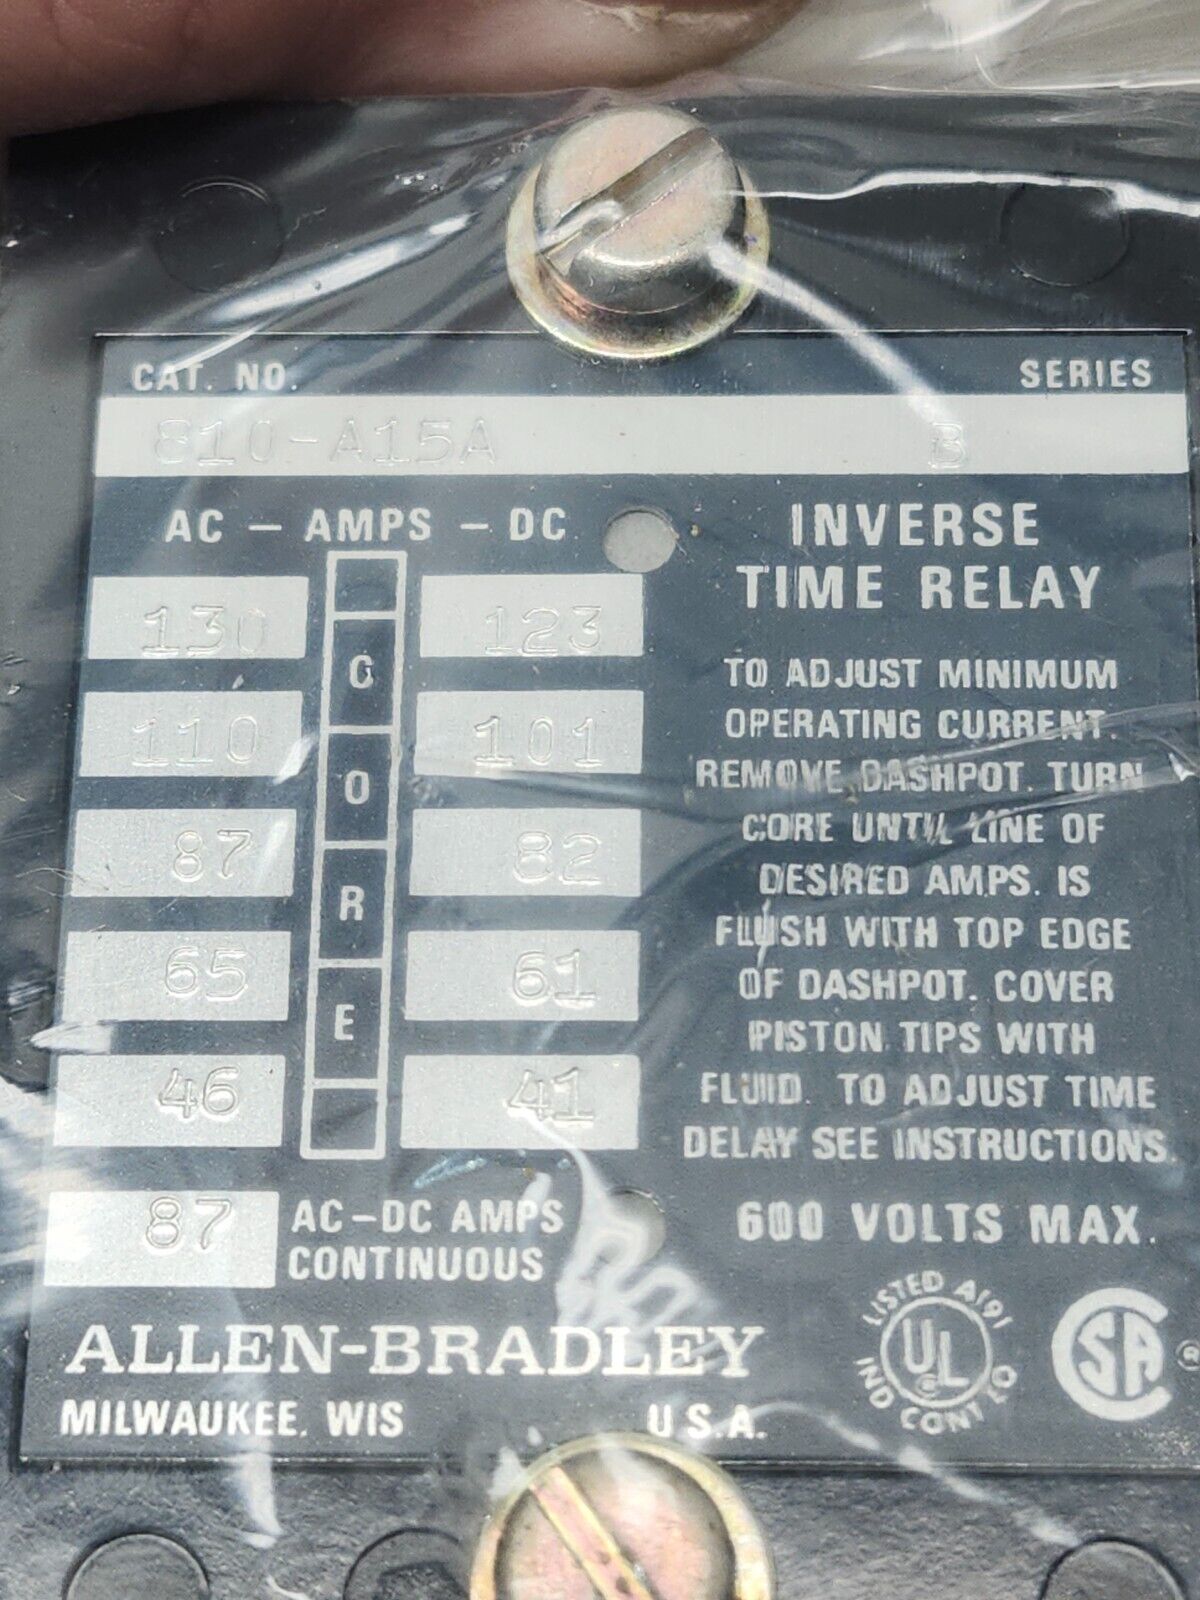 CAT. NO. SERIES
810-A15A B
AC - AMPS - DC
130 123
110 101
87 82
65 61
46 41
CORE
87 AC-DC AMPS
CONTINUOUS
INVERSE
TIME RELAY
TO ADJUST MINIMUM
OPERATING CURRENT.
REMOVE DASHPOT. TURN
CORE UNTIL LINE OF
DESIRED AMPS. IS
FLUSH WITH TOP EDGE
OF DASHPOT. COVER
PISTON TIPS WITH
FLUID. TO ADJUST TIME
DELAY SEE INSTRUCTIONS.
600 VOLTS MAX.
ALLEN-BRADLEY
MILWAUKEE. WIS U.S.A.
LISTED A191
UL
IND CONT EQ
SA ®